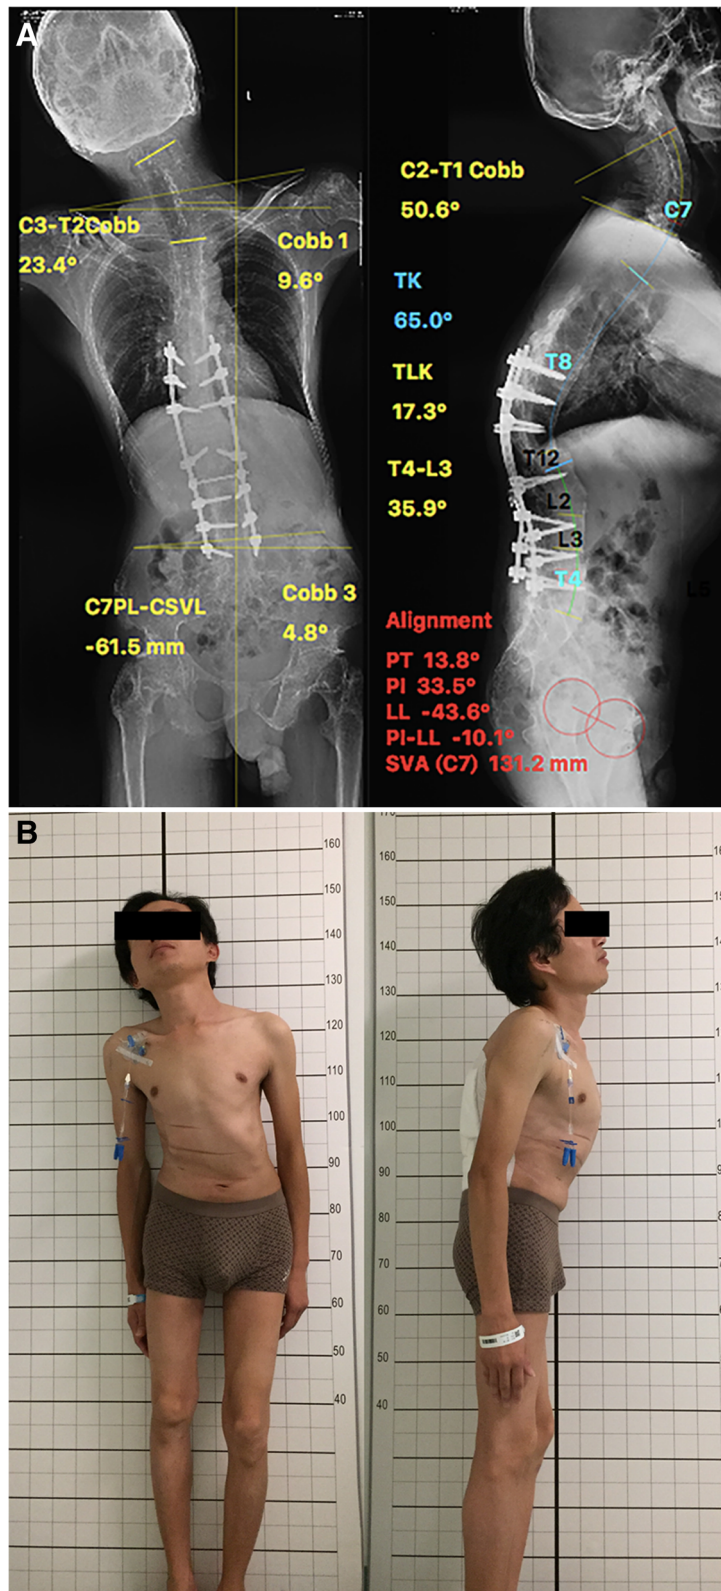 A
L
C2-T1 Cobb
50.6°
C7
C3-T2Cobb
23.4°
Cobb 1
9.6°
TK
65.0°
TLK
17.3°
T8
T4-L3
35.9°
T12
L2
L3
T4
L5
C7PL-CSVL
-61.5 mm
Cobb 3
4.8°
Alignment
PT 13.8°
PI 33.5°
LL -43.6°
PI-LL -10.1°
SVA (C7) 131.2 mm
B
160
150
140
130
120
110
100
90
80
70
60
50
40
170
160
150
140
130
120
110
100
90
80
70
60
50
40